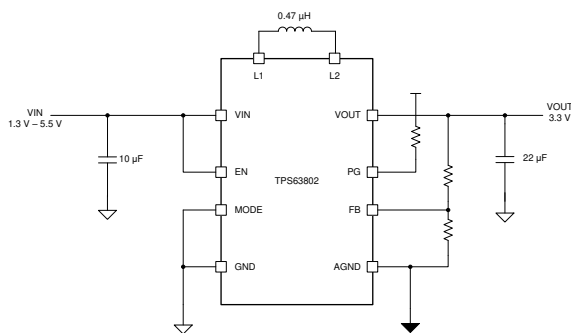 0.47 µH
L1
L2
VIN
1.3 V – 5.5 V
VIN
VOUT
VOUT
3.3 V
10 µF
EN
TPS63802
PG
22 µF
MODE
FB
GND
AGND